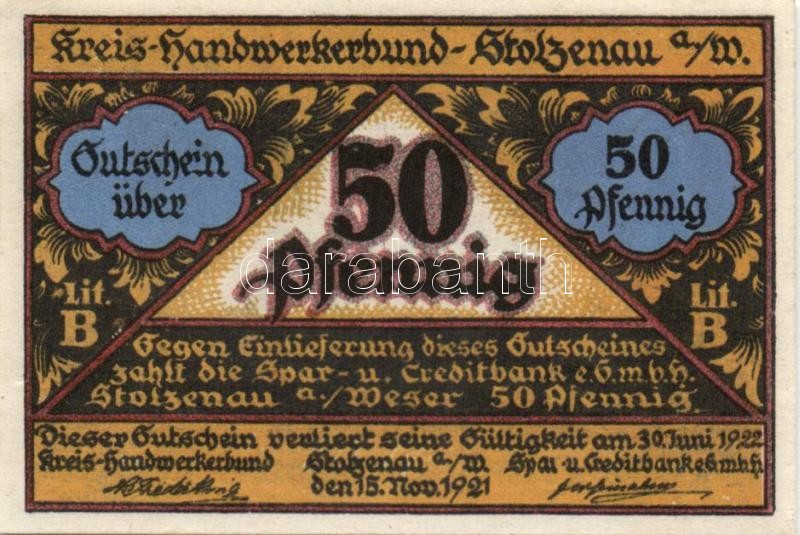 Kreis-Handwerkerbund-Stolzenau a./W.
Gutschein
über
50
Pfennig
50
Pfennig
Lit.
B
Lit.
B
Gegen Einlieferung dieses Gutscheines
zahlt die Spar- u. Creditbank e.G.m.b.H.
Stolzenau a./Weser 50 Pfennig.
Dieser Gutschein verliert seine Gültigkeit am 30. Juni 1922
Kreis-Handwerkerbund Stolzenau a/W. Spar u. Creditbank e.G.m.b.H.
den 15. Nov. 1921
darabanth